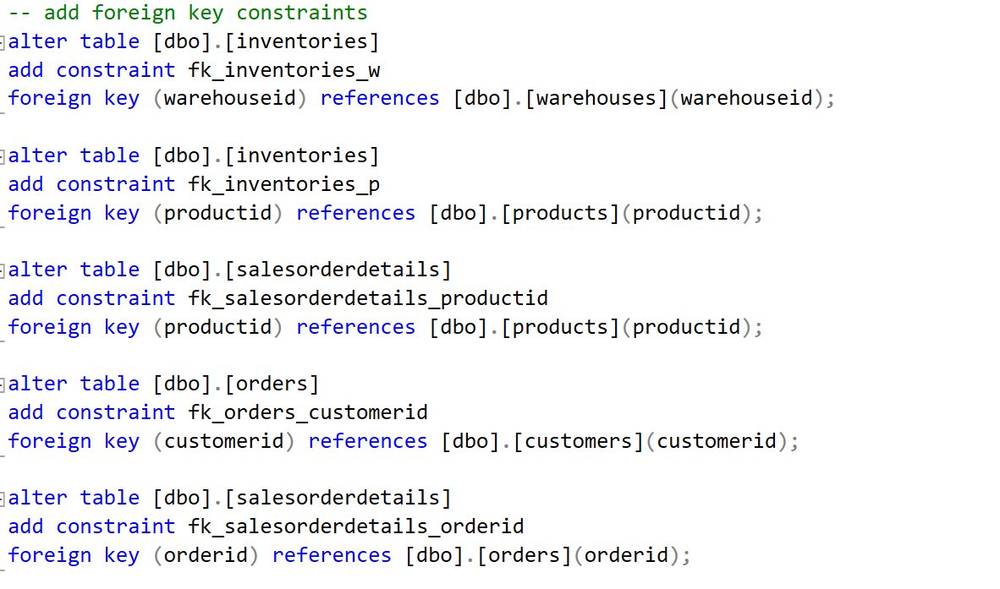 -- add foreign key constraints
alter table [dbo].[inventories]
add constraint fk_inventories_w
foreign key (warehouseid) references [dbo].[warehouses](warehouseid);
alter table [dbo].[inventories]
add constraint fk_inventories_p
foreign key (productid) references [dbo].[products](productid);
alter table [dbo].[salesorderdetails]
add constraint fk_salesorderdetails_productid
foreign key (productid) references [dbo].[products](productid);
alter table [dbo].[orders]
add constraint fk_orders_customerid
foreign key (customerid) references [dbo].[customers](customerid);
alter table [dbo].[salesorderdetails]
add constraint fk_salesorderdetails_orderid
foreign key (orderid) references [dbo].[orders](orderid);